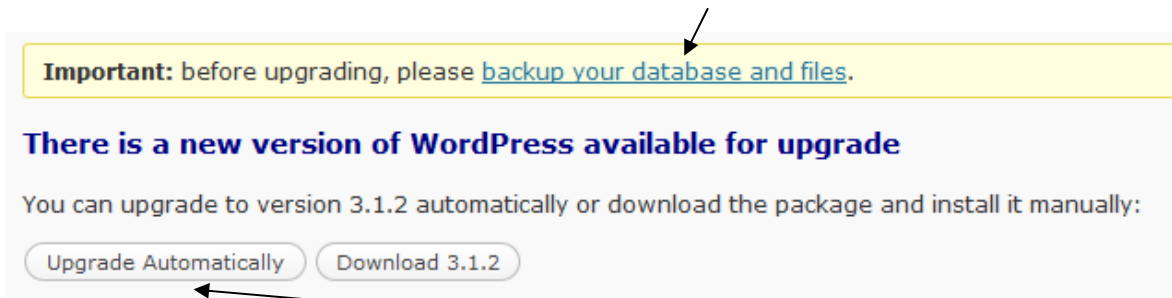 Important: before upgrading, please backup your database and files.
There is a new version of WordPress available for upgrade
You can upgrade to version 3.1.2 automatically or download the package and install it manually:
Upgrade Automatically Download 3.1.2